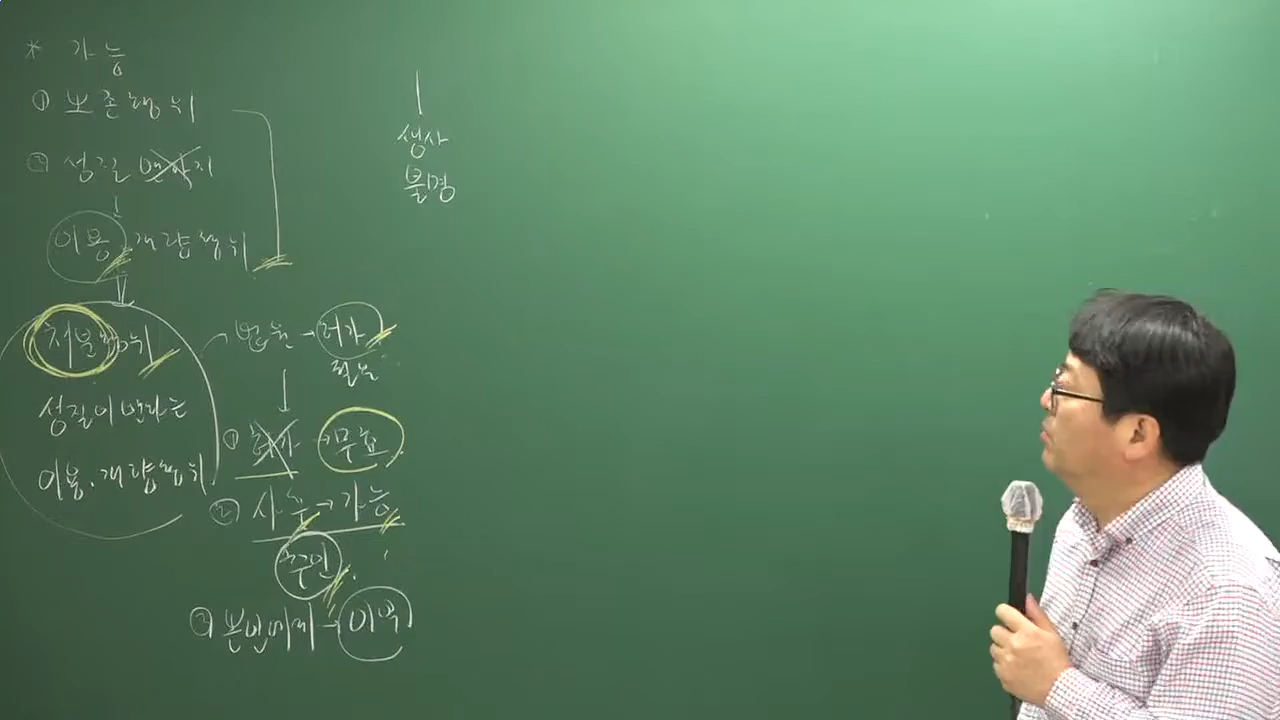 * 가능
① 보존행위
② 성질 변하지
이용 개량행위
처분행위
성질이 변하는
이용·개량행위
법원 → 허가
필요
① 허가 → 무효
② 사후 → 가능
추인
③ 본인에게 → 이익
생사
불명